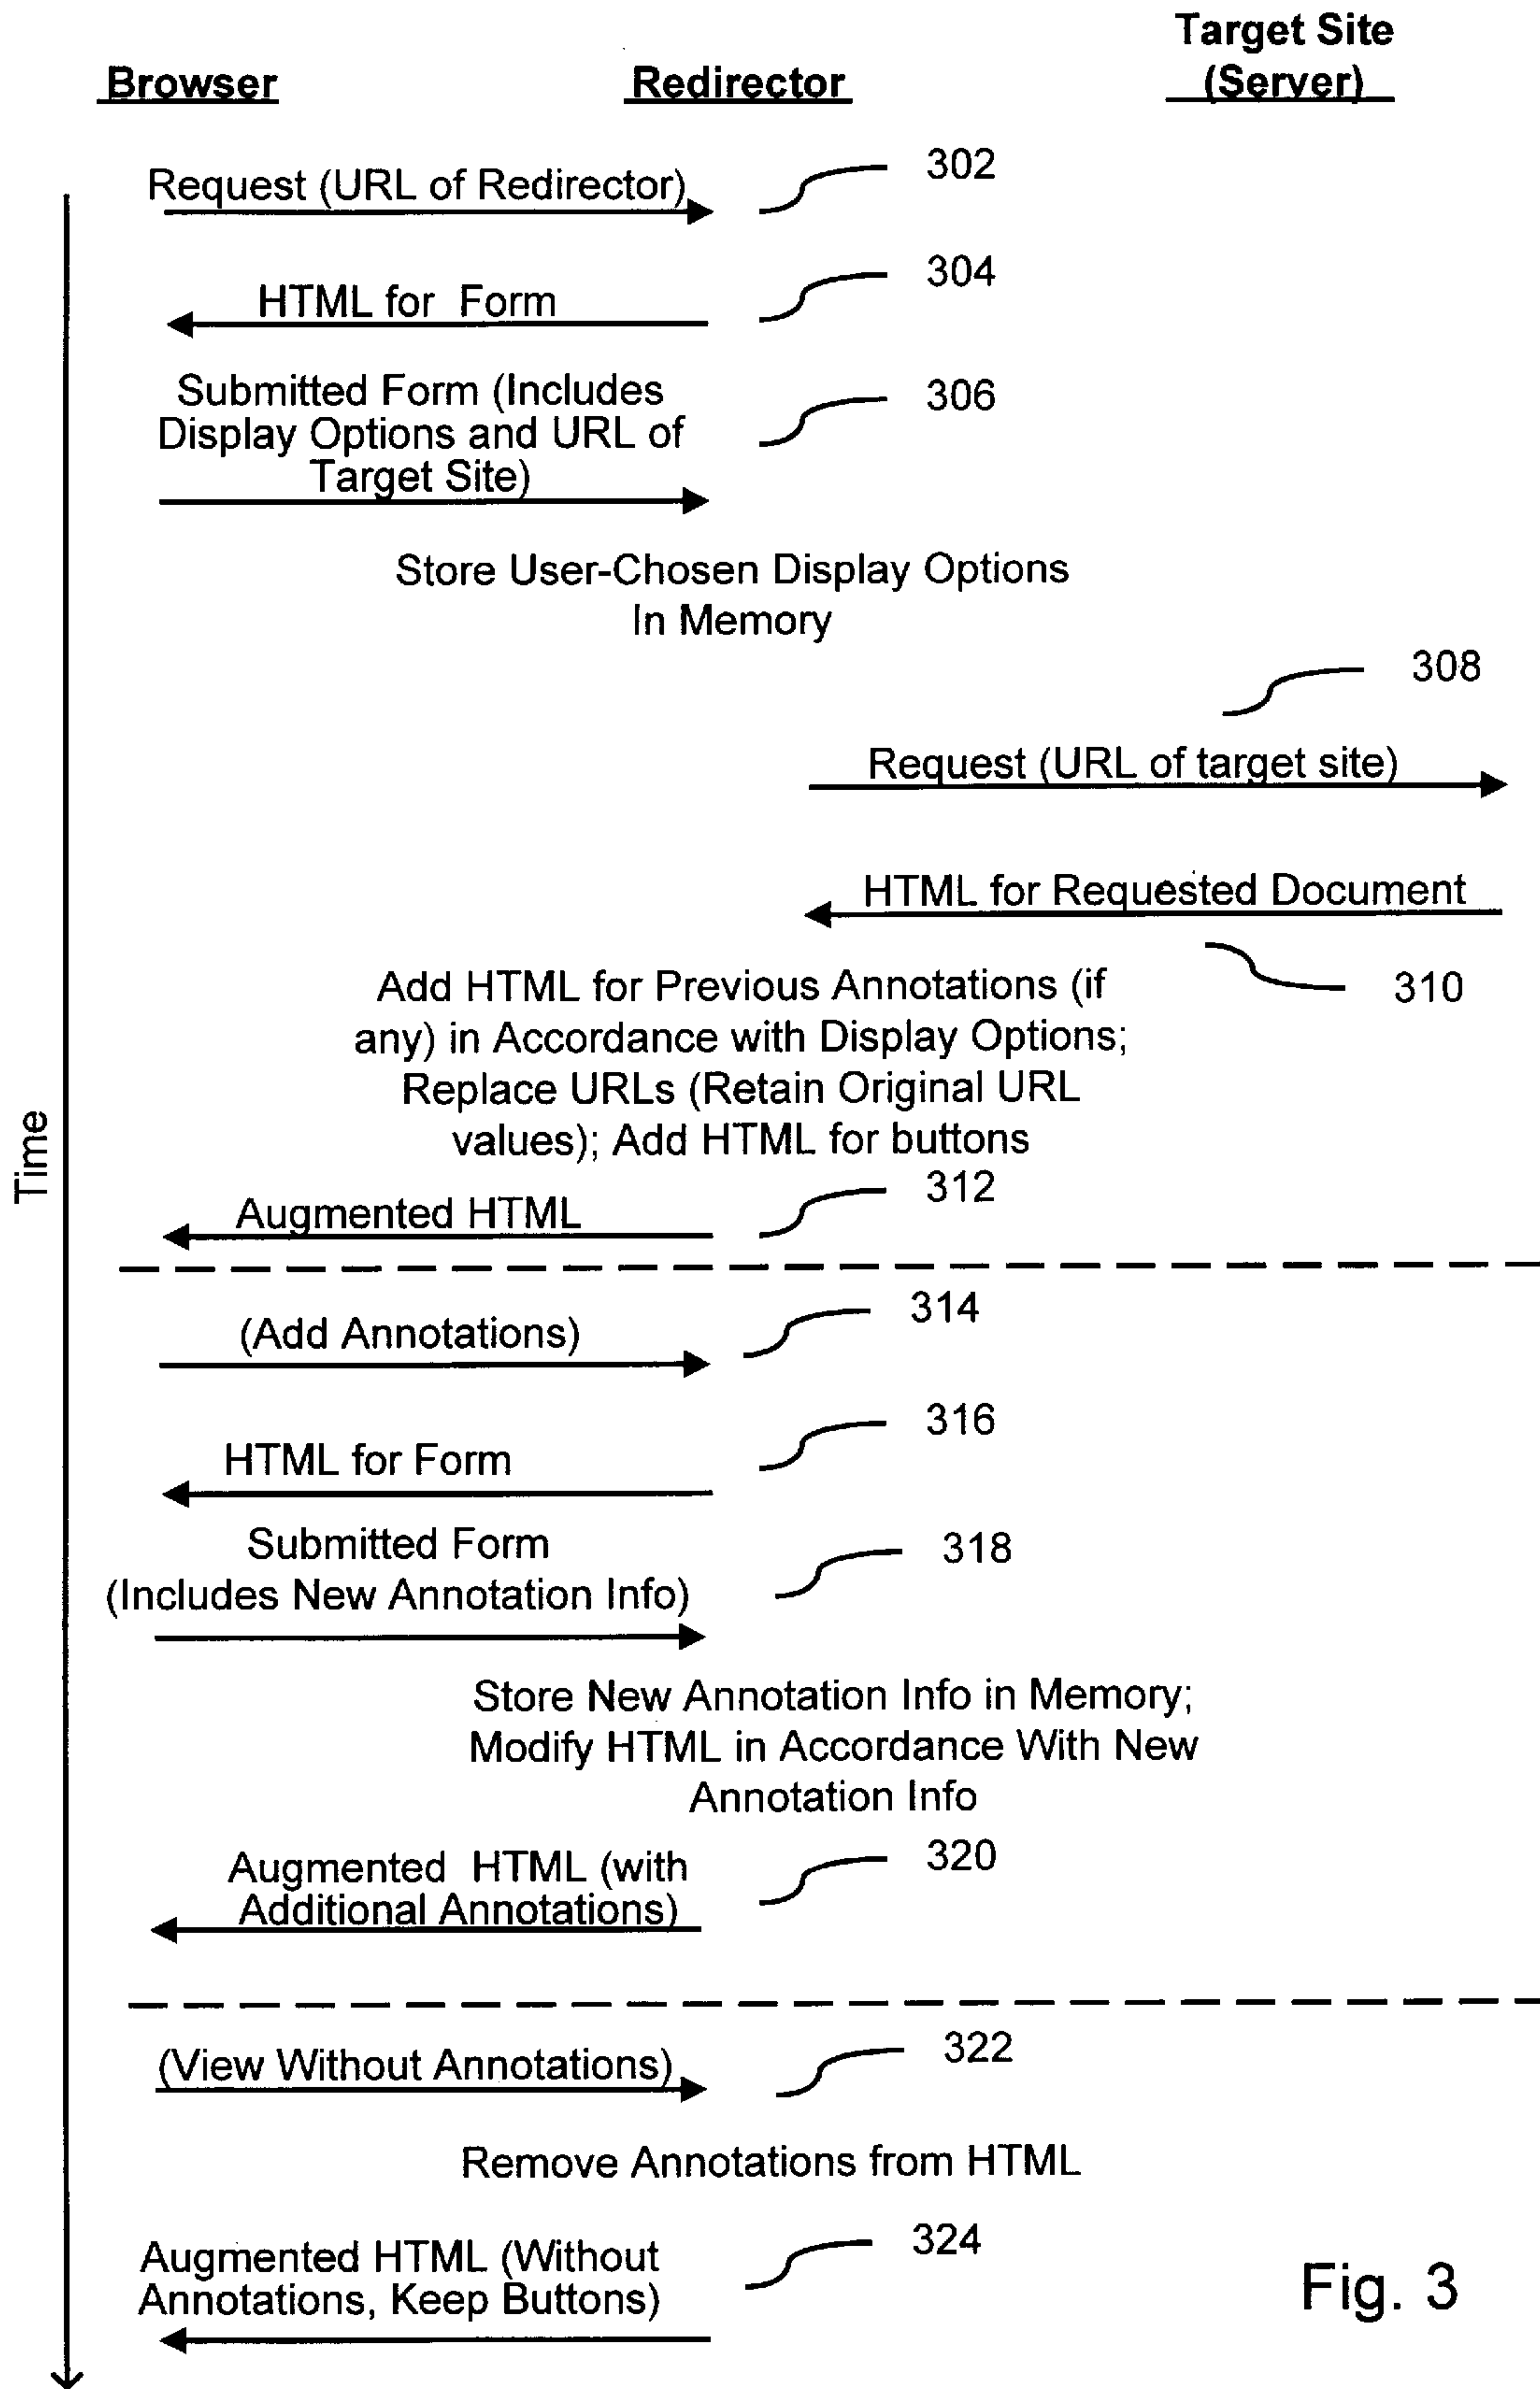 Target Site
Browser Redirector (Server)
Request (URL of Redirector) 302
HTML for Form 304
Submitted Form (Includes
Display Options and URL of
Target Site)
306
Store User-Chosen Display Options
In Memory
308
Request (URL of target site)
HTML for Requested Document
310
Add HTML for Previous Annotations (if
any) in Accordance with Display Options;
Replace URLs (Retain Original URL
values); Add HTML for buttons
Time
Augmented HTML 312
(Add Annotations) 314
HTML for Form 316
Submitted Form
(Includes New Annotation Info)
318
Store New Annotation Info in Memory;
Modify HTML in Accordance With New
Annotation Info
Augmented HTML (with
Additional Annotations)
320
(View Without Annotations) 322
Remove Annotations from HTML
Augmented HTML (Without
Annotations, Keep Buttons)
324
Fig. 3